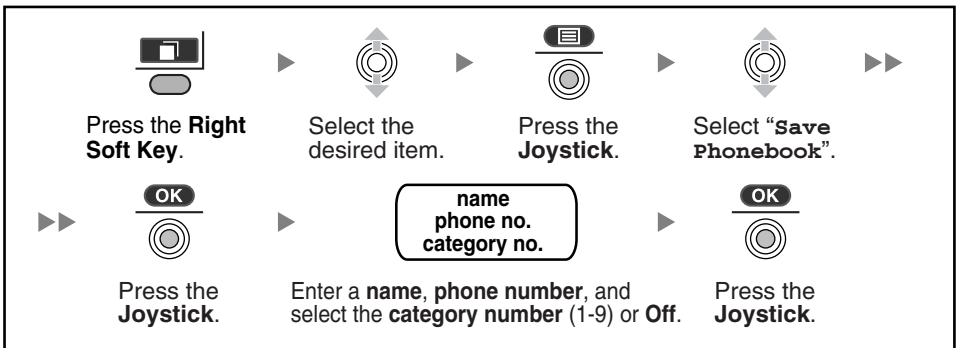 Press the Right
Soft Key.
Select the
desired item.
Press the
Joystick.
Select “Save
Phonebook”.
OK
Press the
Joystick.
name
phone no.
category no.
Enter a name, phone number, and
select the category number (1-9) or Off.
OK
Press the
Joystick.